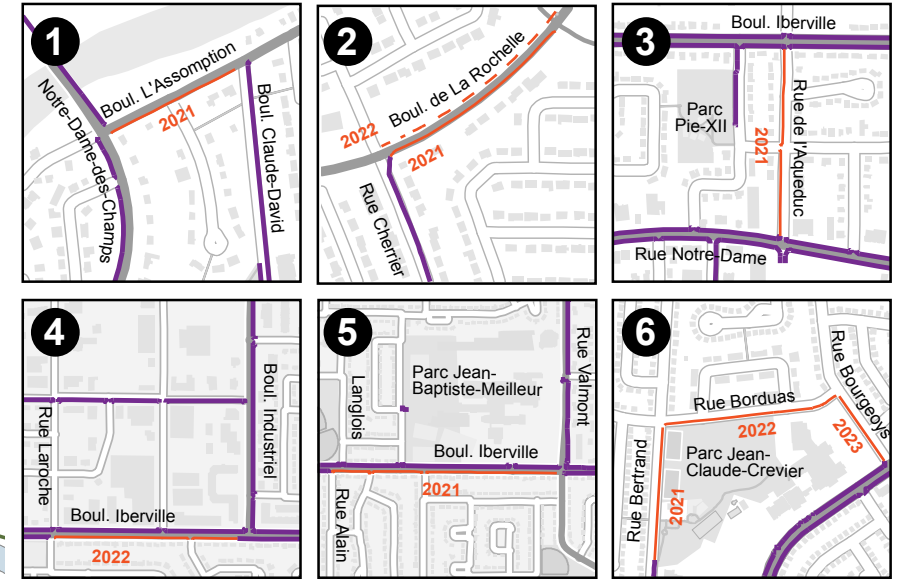 1
Boul. L'Assomption
2021
Notre-Dame-des-Champs
Boul. Claude-David
2
Boul. de La Rochelle
2022
2021
Rue Cherrier
3
Boul. Iberville
Parc
Pie-XII
2021
Rue de l'Aqueduc
Rue Notre-Dame
4
Rue Laroche
Boul. Industriel
Boul. Iberville
2022
5
Langlois
Parc Jean-
Baptiste-Meilleur
Rue Valmont
Boul. Iberville
2021
Rue Alain
6
Rue Borduas
2022
Rue Bourgeoys
2023
Rue Bertrand
2021
Parc Jean-
Claude-Crevier